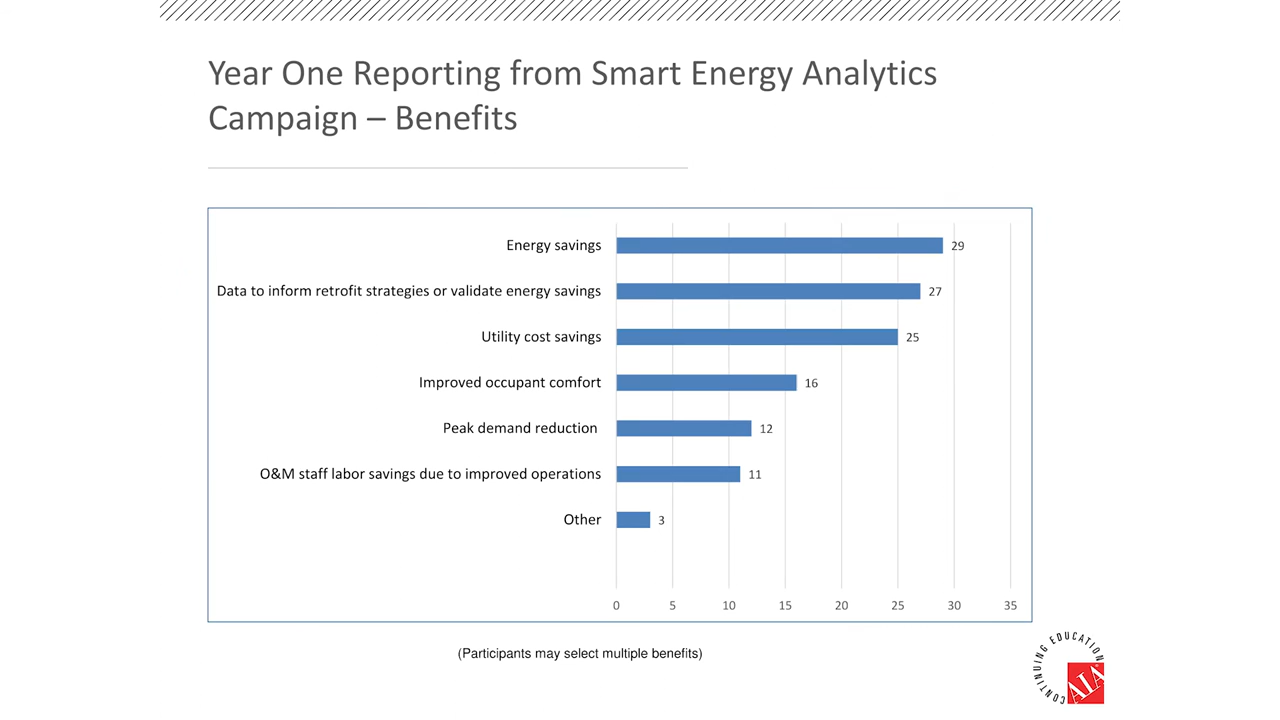 Year One Reporting from Smart Energy Analytics
Campaign – Benefits
Energy savings 29
Data to inform retrofit strategies or validate energy savings 27
Utility cost savings 25
Improved occupant comfort 16
Peak demand reduction 12
O&M staff labor savings due to improved operations 11
Other 3
0 5 10 15 20 25 30 35
(Participants may select multiple benefits)
CONTINUING EDUCATION
AIA